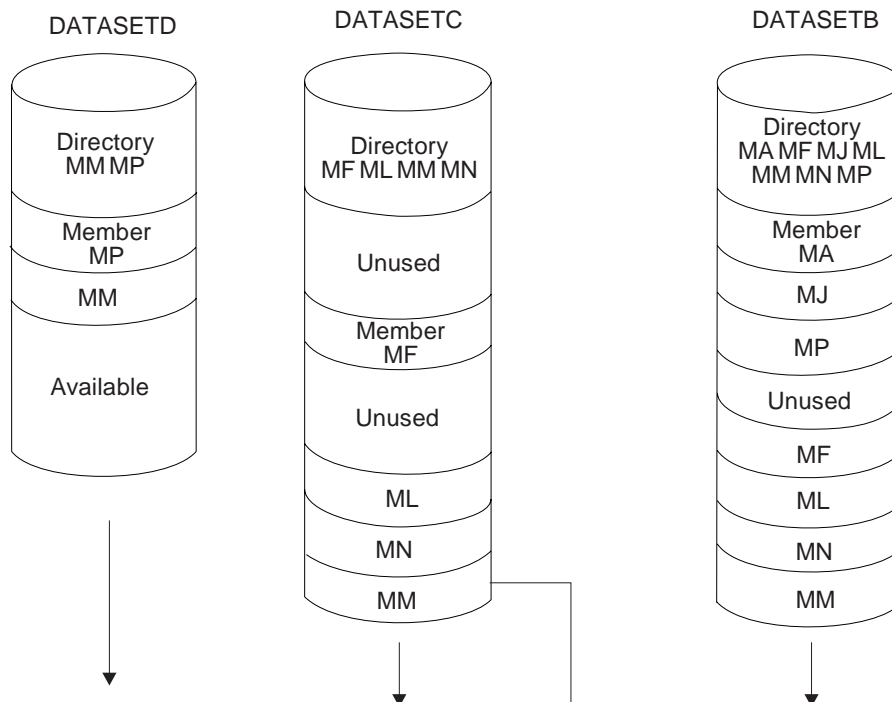 DATASETD
Directory
MM MP
Member
MP
MM
Available
DATASETC
Directory
MF ML MM MN
Unused
Member
MF
Unused
ML
MN
MM
DATASETB
Directory
MA MF MJ ML
MM MN MP
Member
MA
MJ
MP
Unused
MF
ML
MN
MM